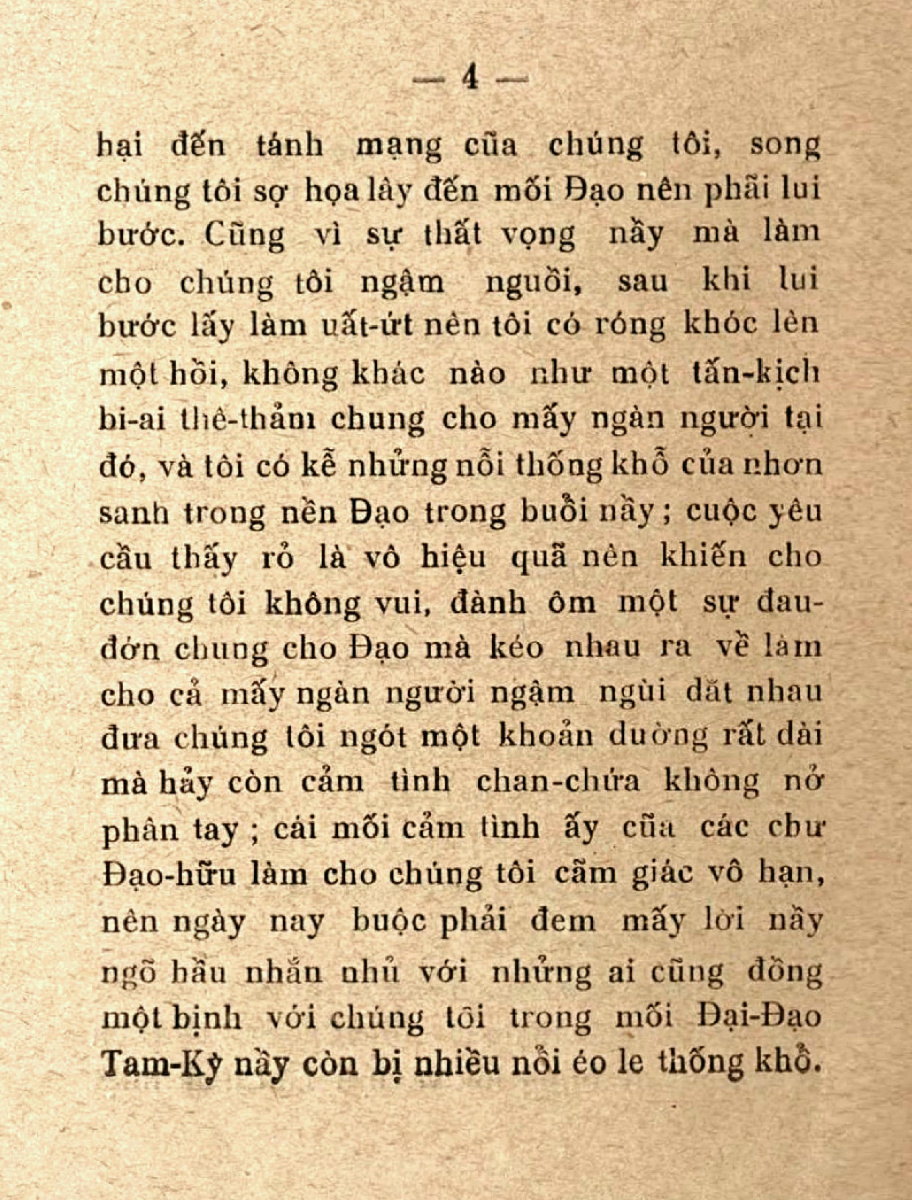 — 4 —
hại đến tánh mạng cũa chúng tôi, song
chúng tôi sợ họa lây đến mối Đạo nên phãi lui
bước. Cũng vì sự thất vọng nầy mà làm
cho chúng tôi ngậm nguồi, sau khi lui
bước lấy làm uất-ứt nên tôi có róng khóc lên
một hồi, không khác nào như một tấn-kịch
bi-ai thê-thảm chung cho mấy ngàn người tại
đó, và tôi có kễ những nỗi thống khỗ của nhơn
sanh trong nền Đạo trong buổi nầy ; cuộc yêu
cầu thấy rỏ là vô hiệu quã nên khiến cho
chúng tôi không vui, đành ôm một sự đau-
đớn chung cho Đạo mà kéo nhau ra về làm
cho cả mấy ngàn người ngậm ngùi dắt nhau
đưa chúng tôi ngót một khoản duờng rất dài
mà hảy còn cảm tình chan-chứa không nở
phân tay ; cái mối cảm tình ấy cũa các chư
Đạo-hữu làm cho chúng tôi cãm giác vô hạn,
nên ngày nay buộc phải đem mấy lời nầy
ngõ hầu nhắn nhủ với nhửng ai cũng đồng
một bịnh với chúng tôi trong mối Đại-Đạo
Tam-Kỳ nầy còn bị nhiều nỗi éo le thống khổ.